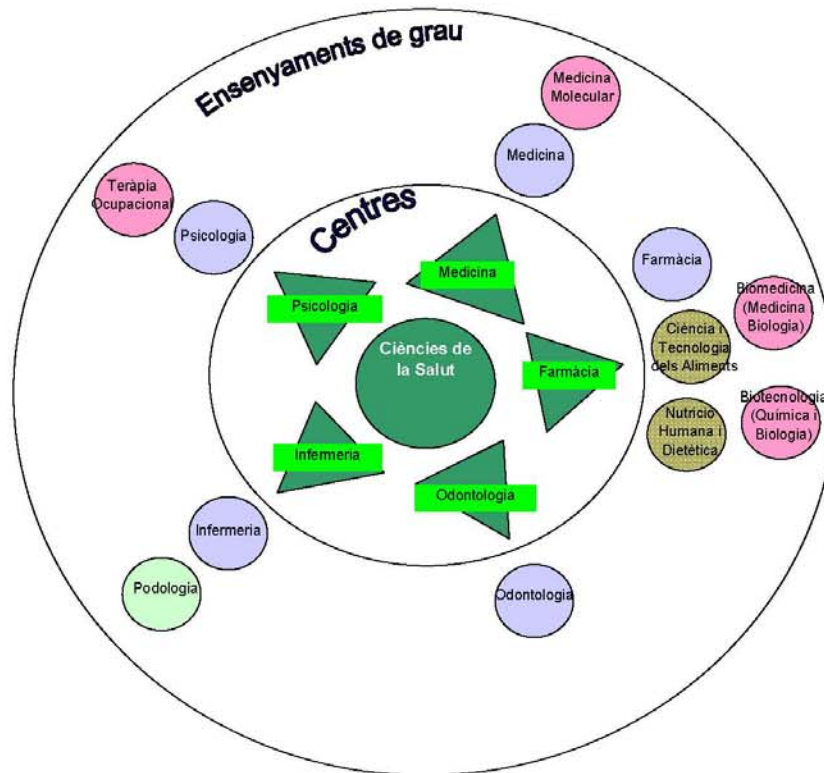 Ensenyaments de grau
Medicina
Molecular
Medicina
Teràpia
Ocupacional
Psicologia
Centres
Medicina
Farmàcia
Psicologia
Biomedicina
(Medicina
Biologia)
Ciència i
Tecnologia
dels Aliments
Ciències de
la Salut
Farmàcia
Biotecnologia
(Química i
Biologia)
Nutrició
Humana i
Dietética
Infermeria
Odontologia
Infermeria
Podologia
Odontologia